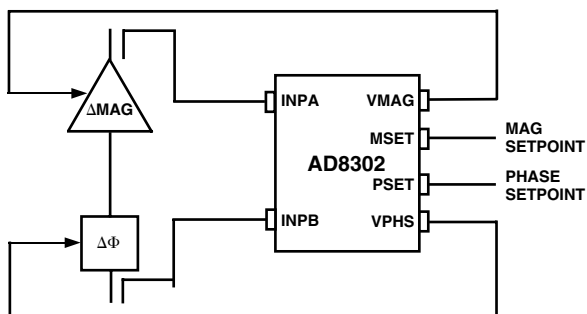 ΔMAG
INPA
VMAG
MSET
MAG
SETPOINT
AD8302
PSET
PHASE
SETPOINT
ΔΦ
INPB
VPHS